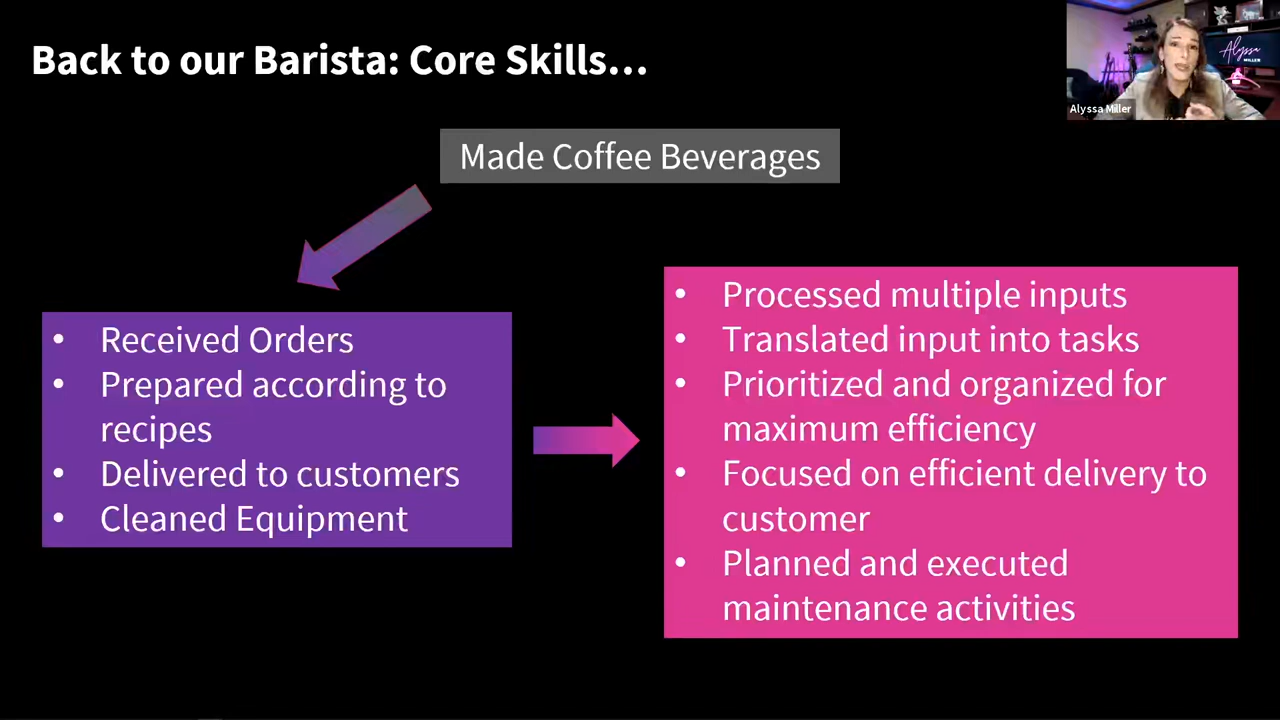 Back to our Barista: Core Skills...
Alyssa
MILLER
Alyssa Miller
Made Coffee Beverages
• Received Orders
• Prepared according to
recipes
• Delivered to customers
• Cleaned Equipment
• Processed multiple inputs
• Translated input into tasks
• Prioritized and organized for
maximum efficiency
• Focused on efficient delivery to
customer
• Planned and executed
maintenance activities